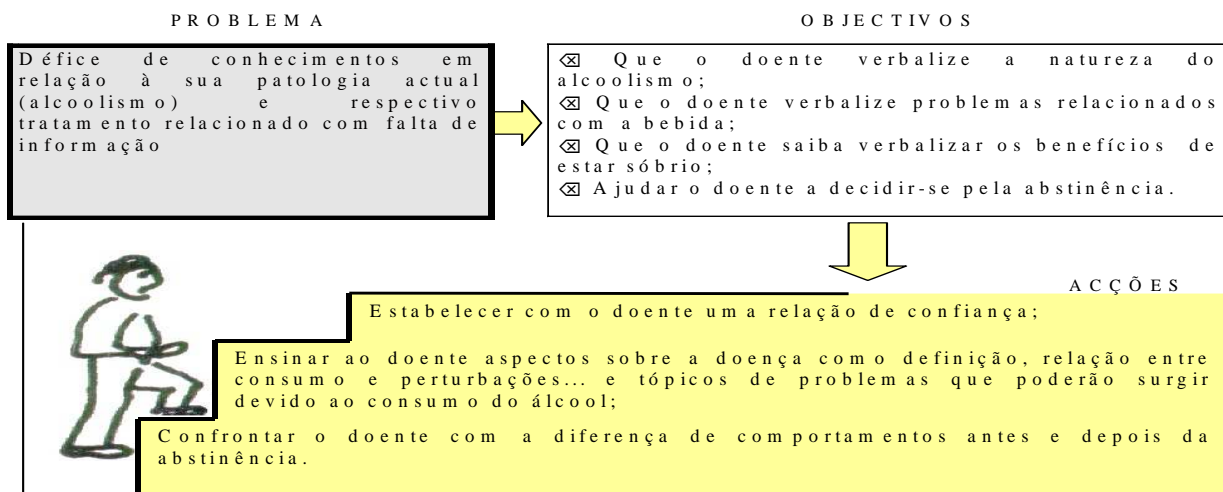 PROBLEMA
OBJECTIVOS
Défice de conhecimentos em
relação à sua patologia actual
(alcoolismo) e respectivo
tratamento relacionado com falta de
informação
⌫ Que o doente verbalize a natureza do
alcoolismo;
⌫ Que o doente verbalize problemas relacionados
com a bebida;
⌫ Que o doente saiba verbalizar os benefícios de
estar sóbrio;
⌫ Ajudar o doente a decidir-se pela abstinência.
ACÇÕES
Estabelecer com o doente uma relação de confiança;
Ensinar ao doente aspectos sobre a doença como definição, relação entre
consumo e perturbações... e tópicos de problemas que poderão surgir
devido ao consumo do álcool;
Confrontar o doente com a diferença de comportamentos antes e depois da
abstinência.